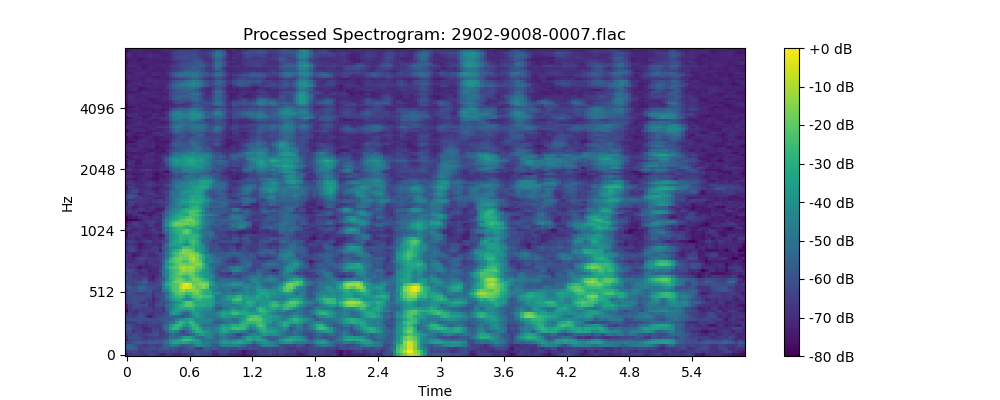 Processed Spectrogram: 2902-9008-0007.flac
Hz
4096
2048
1024
512
0
0 0.6 1.2 1.8 2.4 3 3.6 4.2 4.8 5.4
Time
+0 dB
-10 dB
-20 dB
-30 dB
-40 dB
-50 dB
-60 dB
-70 dB
-80 dB